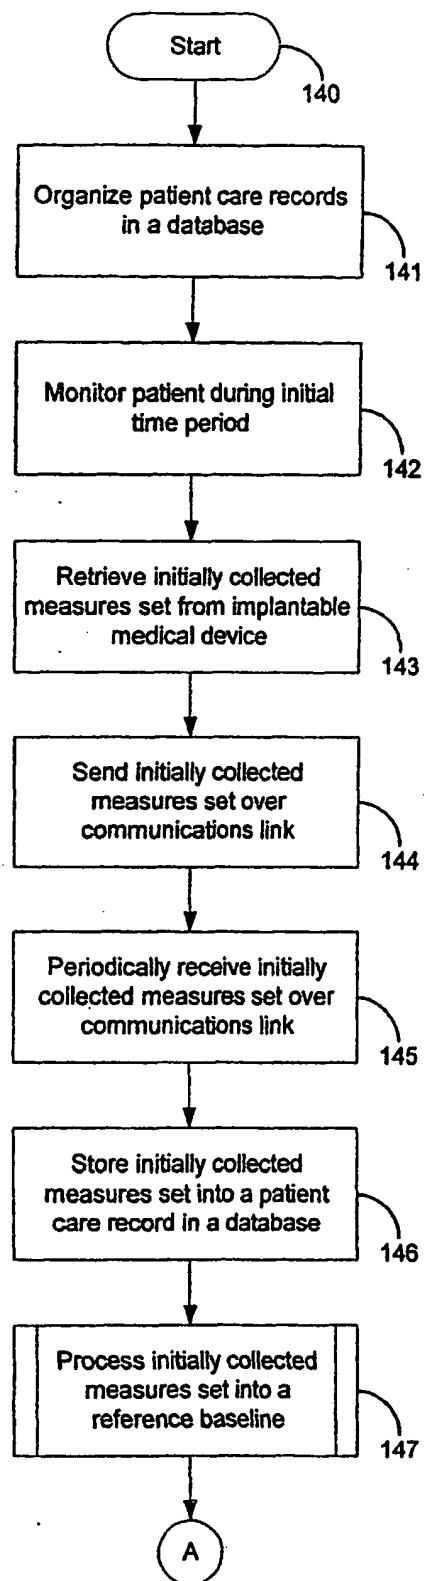 Start
140
Organize patient care records
in a database
141
Monitor patient during initial
time period
142
Retrieve initially collected
measures set from implantable
medical device
143
Send initially collected
measures set over
communications link
144
Periodically receive initially
collected measures set over
communications link
145
Store initially collected
measures set into a patient
care record in a database
146
Process initially collected
measures set into a
reference baseline
147
A